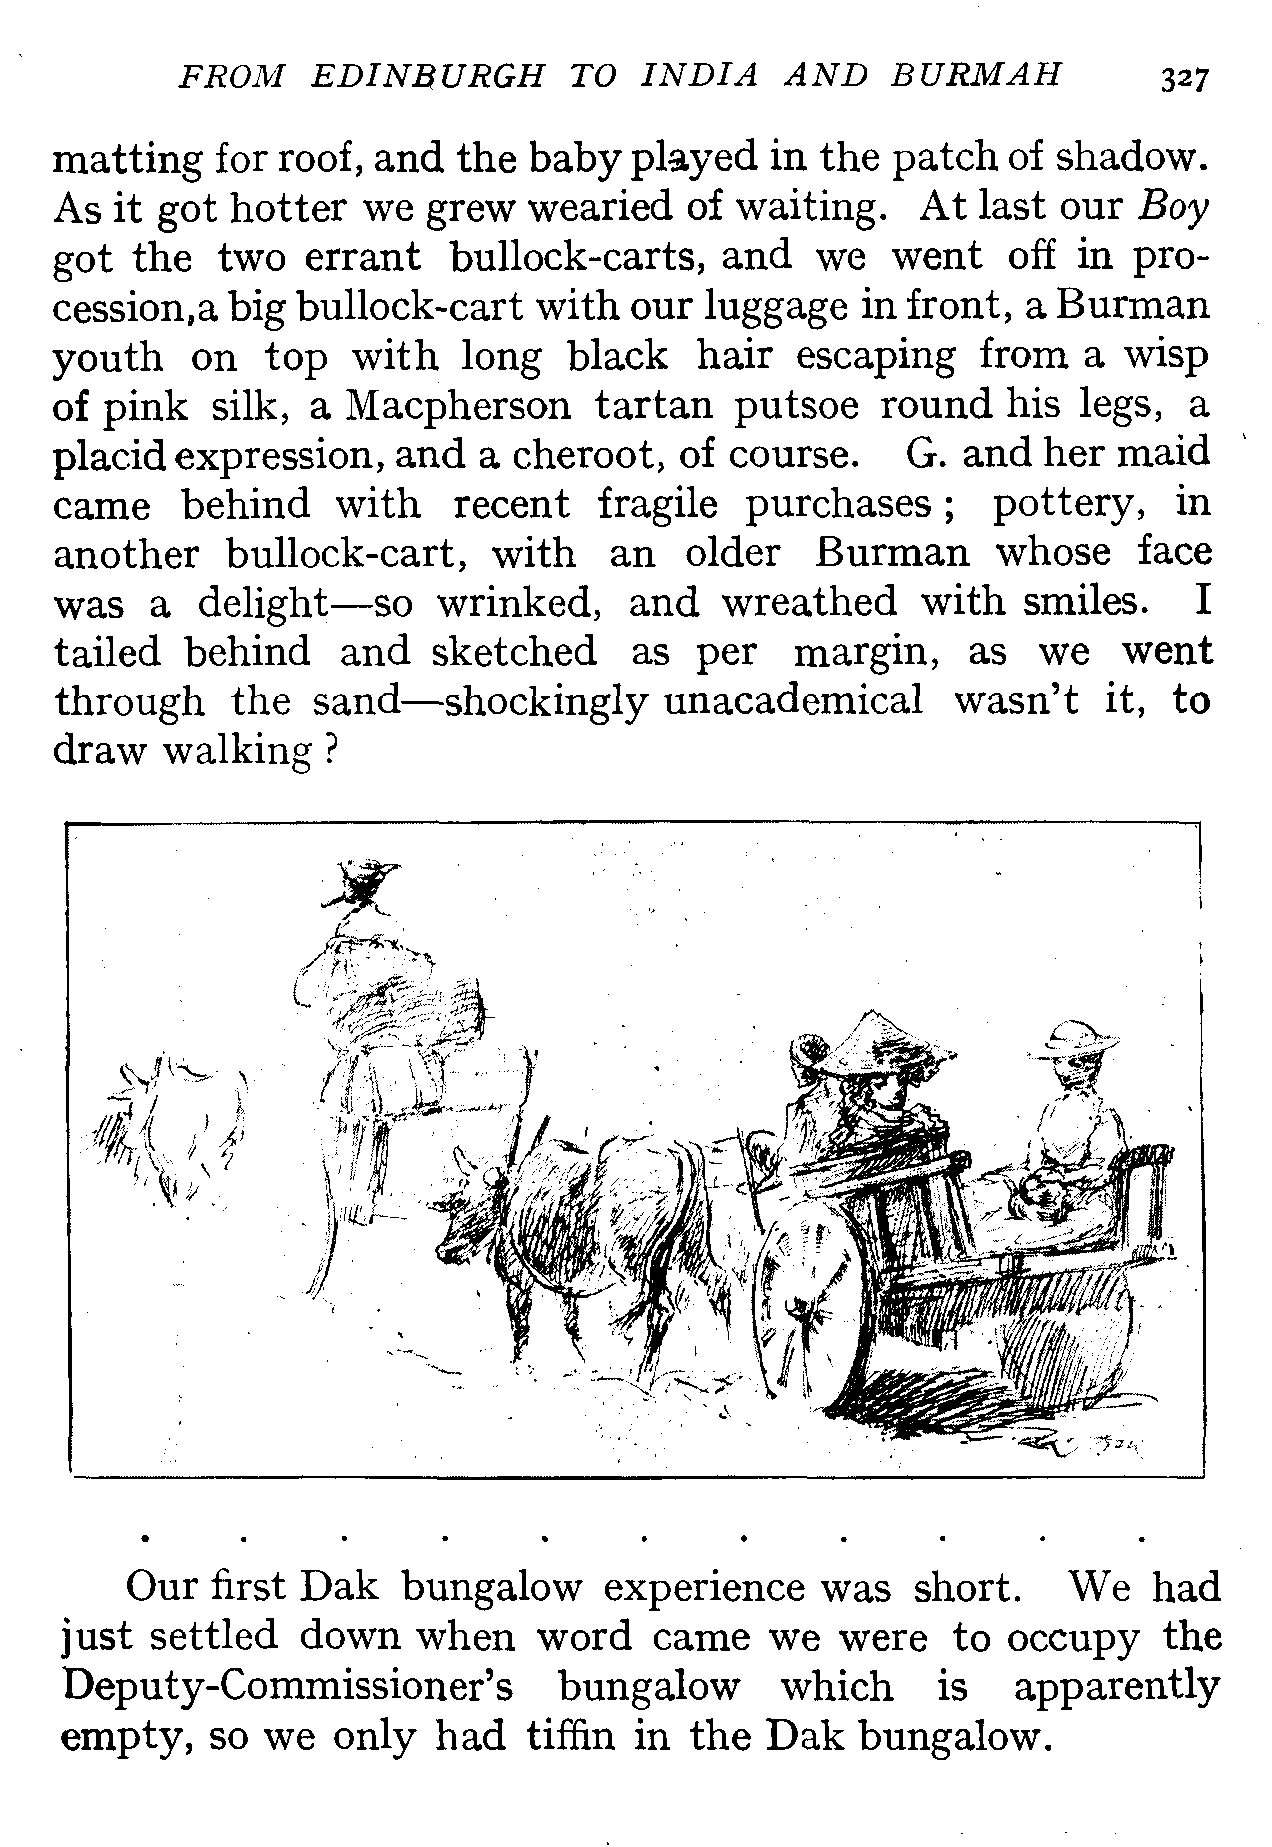 FROM EDINBURGH TO INDIA AND BURMAH 327
matting for roof, and the baby played in the patch of shadow.
As it got hotter we grew wearied of waiting. At last our Boy
got the two errant bullock-carts, and we went off in pro-
cession,a big bullock-cart with our luggage in front, a Burman
youth on top with long black hair escaping from a wisp
of pink silk, a Macpherson tartan putsoe round his legs, a
placid expression, and a cheroot, of course. G. and her maid
came behind with recent fragile purchases ; pottery, in
another bullock-cart, with an older Burman whose face
was a delight—so wrinked, and wreathed with smiles. I
tailed behind and sketched as per margin, as we went
through the sand—shockingly unacademical wasn't it, to
draw walking ?
. . . . . . . . . . .
Our first Dak bungalow experience was short. We had
just settled down when word came we were to occupy the
Deputy-Commissioner's bungalow which is apparently
empty, so we only had tiffin in the Dak bungalow.